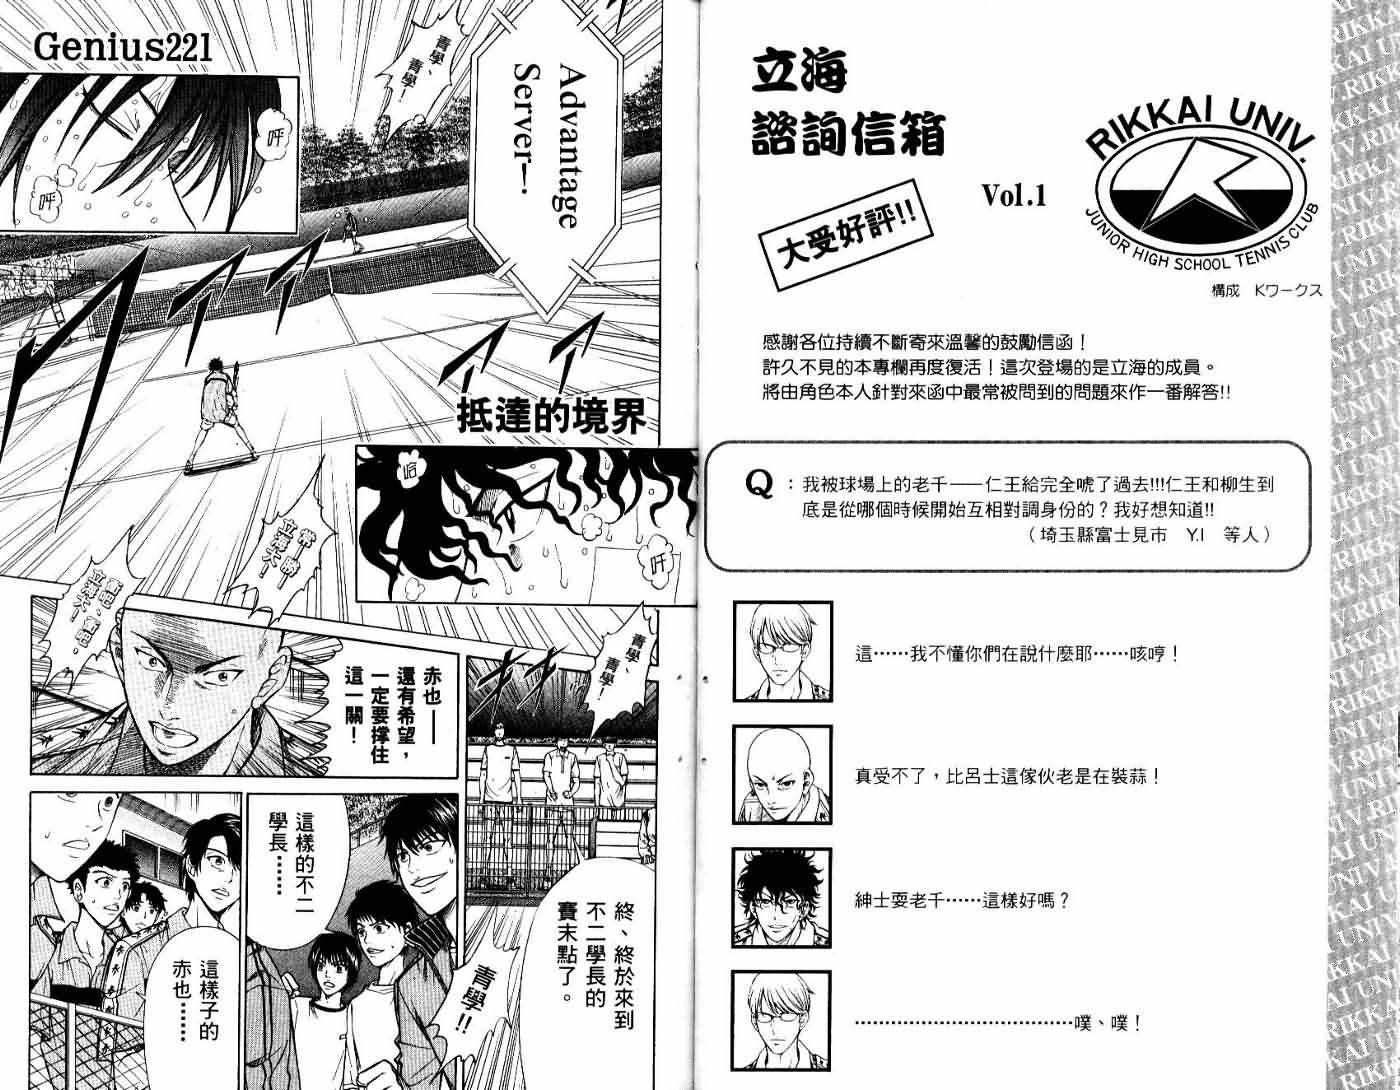 立海
諮詢信箱
大受好評!!
Vol.1
RIKKAI UNIV.
JUNIOR HIGH SCHOOL TENNIS CLUB
構成　Kワークス
感謝各位持續不斷寄來溫馨的鼓勵信函！
許久不見的本專欄再度復活！這次登場的是立海的成員。
將由角色本人針對來函中最常被問到的問題來作一番解答!!
Q：我被球場上的老千——仁王給完全唬了過去!!!仁王和柳生到
底是從哪個時候開始互相對調身份的？我好想知道!!
（埼玉縣富士見市　Y.I　等人）
這……我不懂你們在說什麼耶……咳哼！
真受不了，比呂士這傢伙老是在裝蒜！
紳士耍老千……這樣好嗎？
…………………………………噗、噗！
Genius221
青學、
青學！
Advantage
Server—.
吁
吁
抵達的境界
哈
吁
常勝
立海大！
奮起、奮起，
立海大！
青學、
青學！
赤也——
還有希望，
一定要撐住
這一關！
終、終於來到
不二學長的
賽末點了。
青學!!
這樣的不二
學長……
這樣子的
赤也……